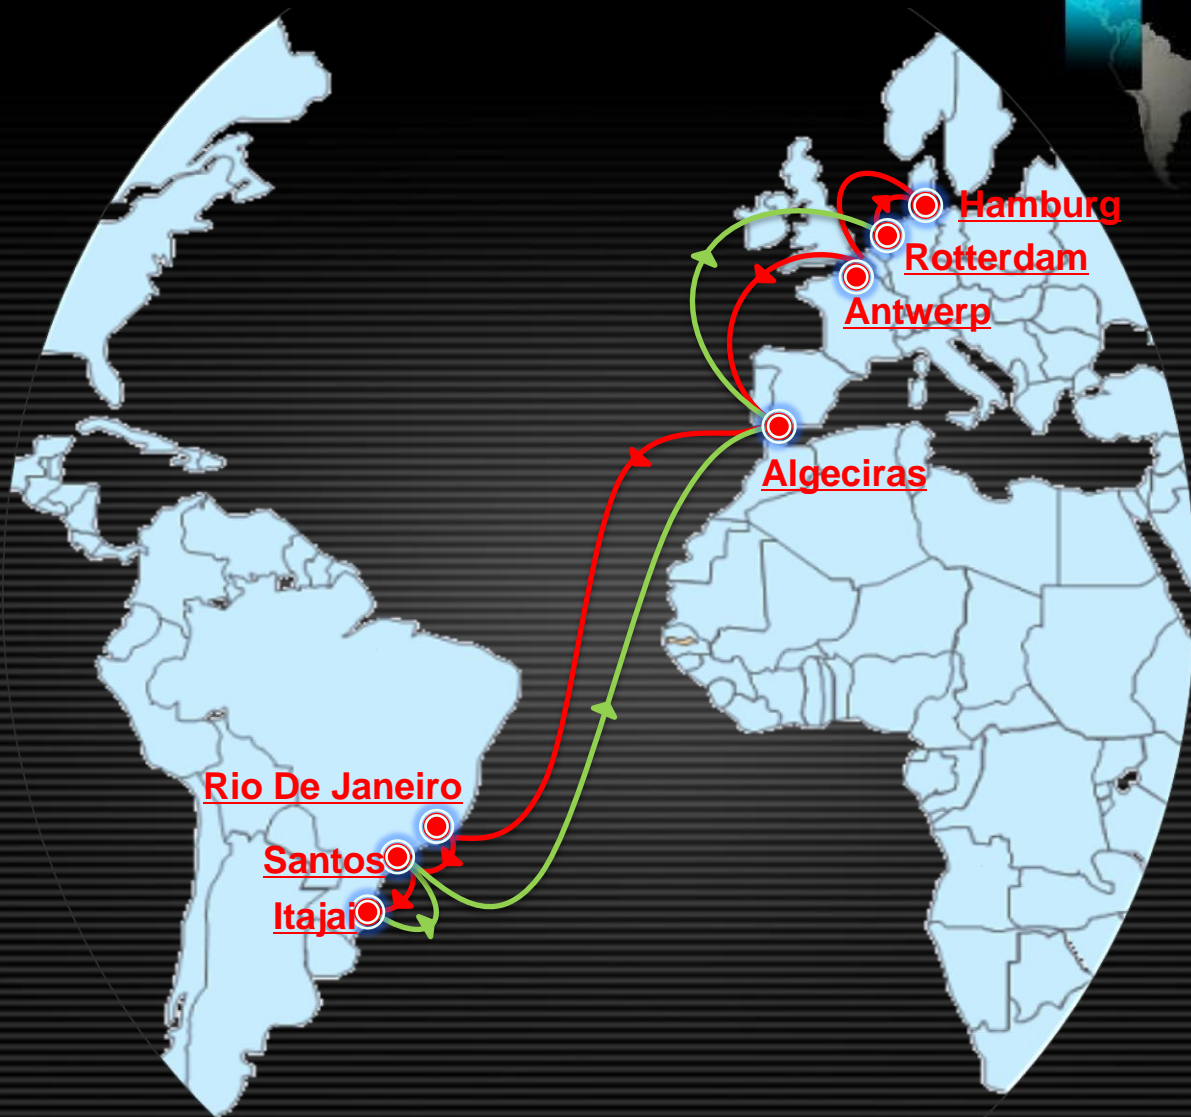 Hamburg
Rotterdam
Antwerp
Algeciras
Rio De Janeiro
Santos
Itajai